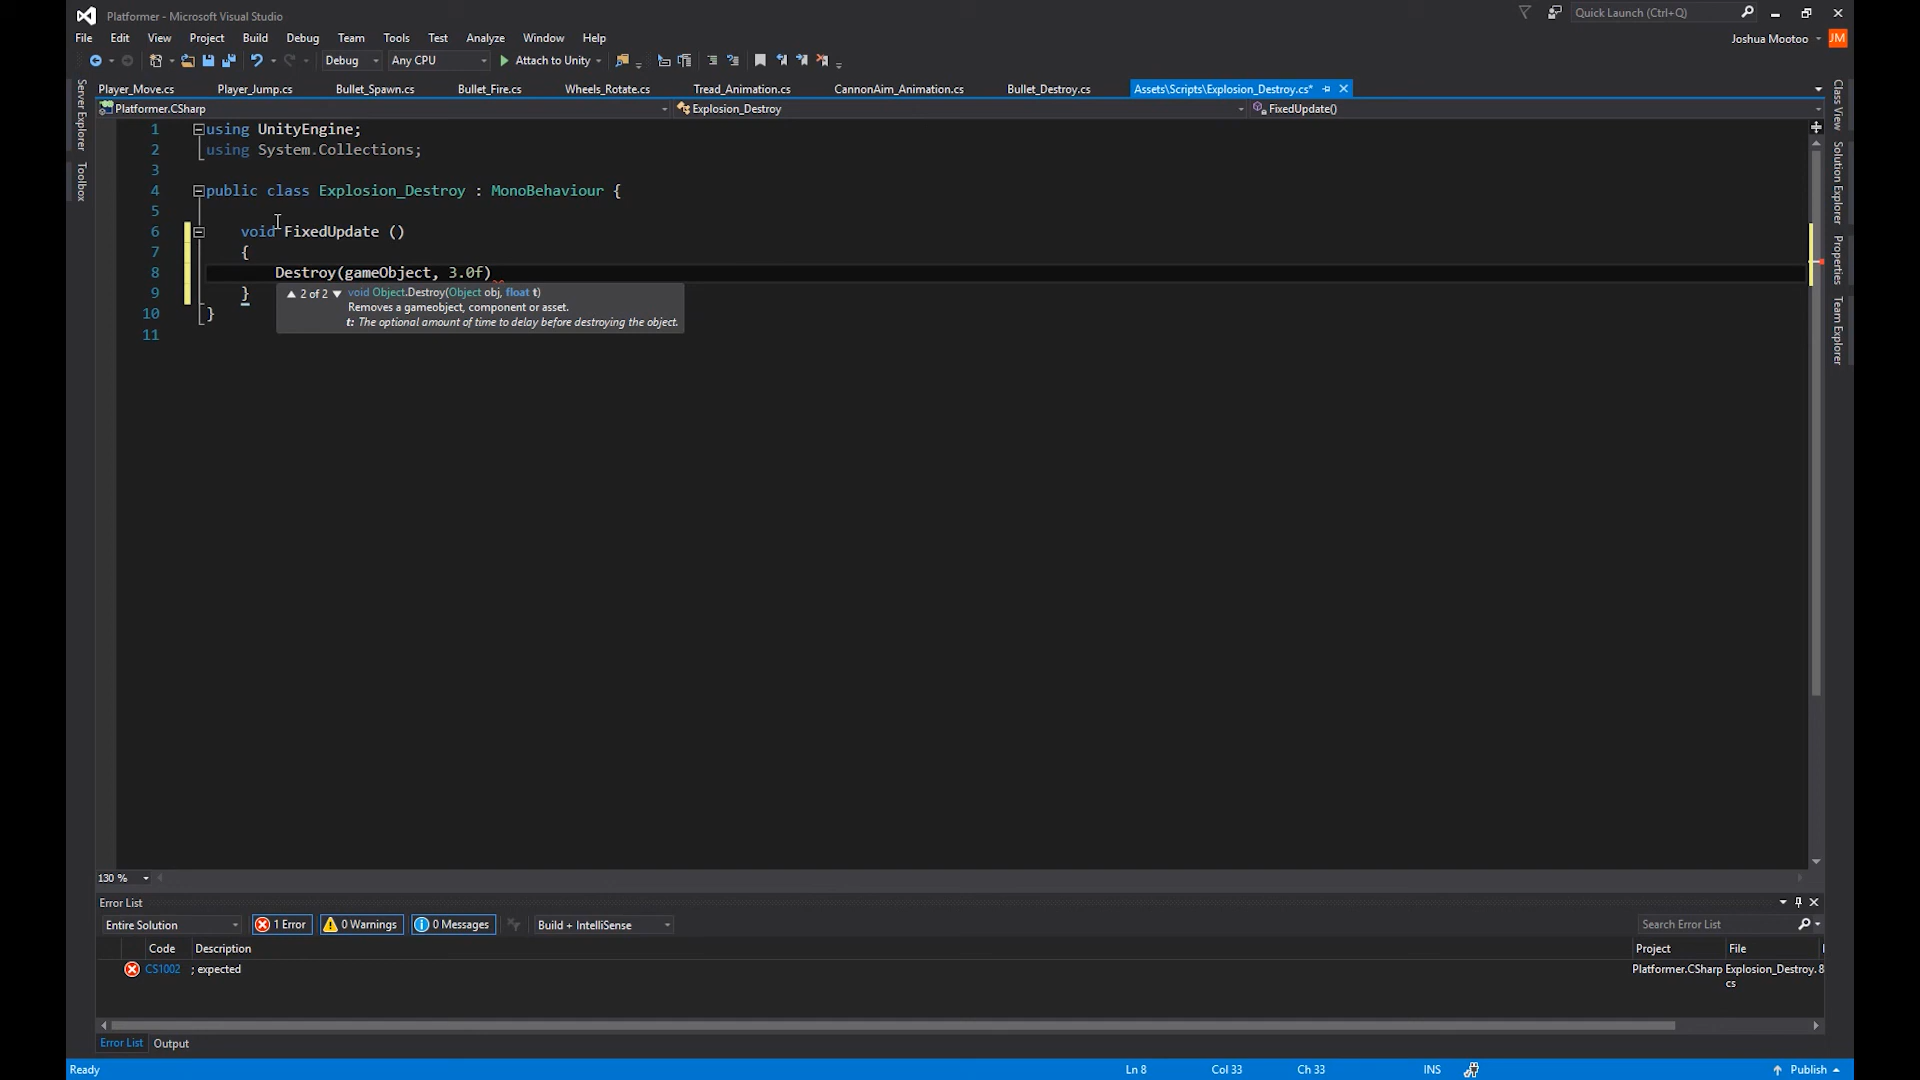 Platformer - Microsoft Visual Studio
Quick Launch (Ctrl+Q)
File Edit View Project Build Debug Team Tools Test Analyze Window Help
Joshua Mootoo JM
Debug Any CPU Attach to Unity
Player_Move.cs Player_Jump.cs Bullet_Spawn.cs Bullet_Fire.cs Wheels_Rotate.cs Tread_Animation.cs CannonAim_Animation.cs Bullet_Destroy.cs Assets\Scripts\Explosion_Destroy.cs*
Platformer.CSharp Explosion_Destroy FixedUpdate()
Server Explorer
Toolbox
1 using UnityEngine;
2 using System.Collections;
3
4 public class Explosion_Destroy : MonoBehaviour {
5
6 void FixedUpdate ()
7 {
8 Destroy(gameObject, 3.0f)
9 }
2 of 2 void Object.Destroy(Object obj, float t)
Removes a gameobject, component or asset.
t: The optional amount of time to delay before destroying the object.
10 }
11
Class View
Solution Explorer
Properties
Team Explorer
130 %
Error List
Entire Solution 1 Error 0 Warnings 0 Messages Build + IntelliSense Search Error List
Code Description Project File
CS1002 ; expected Platformer.CSharp Explosion_Destroy. 8
cs
Error List Output
Ready Ln 8 Col 33 Ch 33 INS Publish